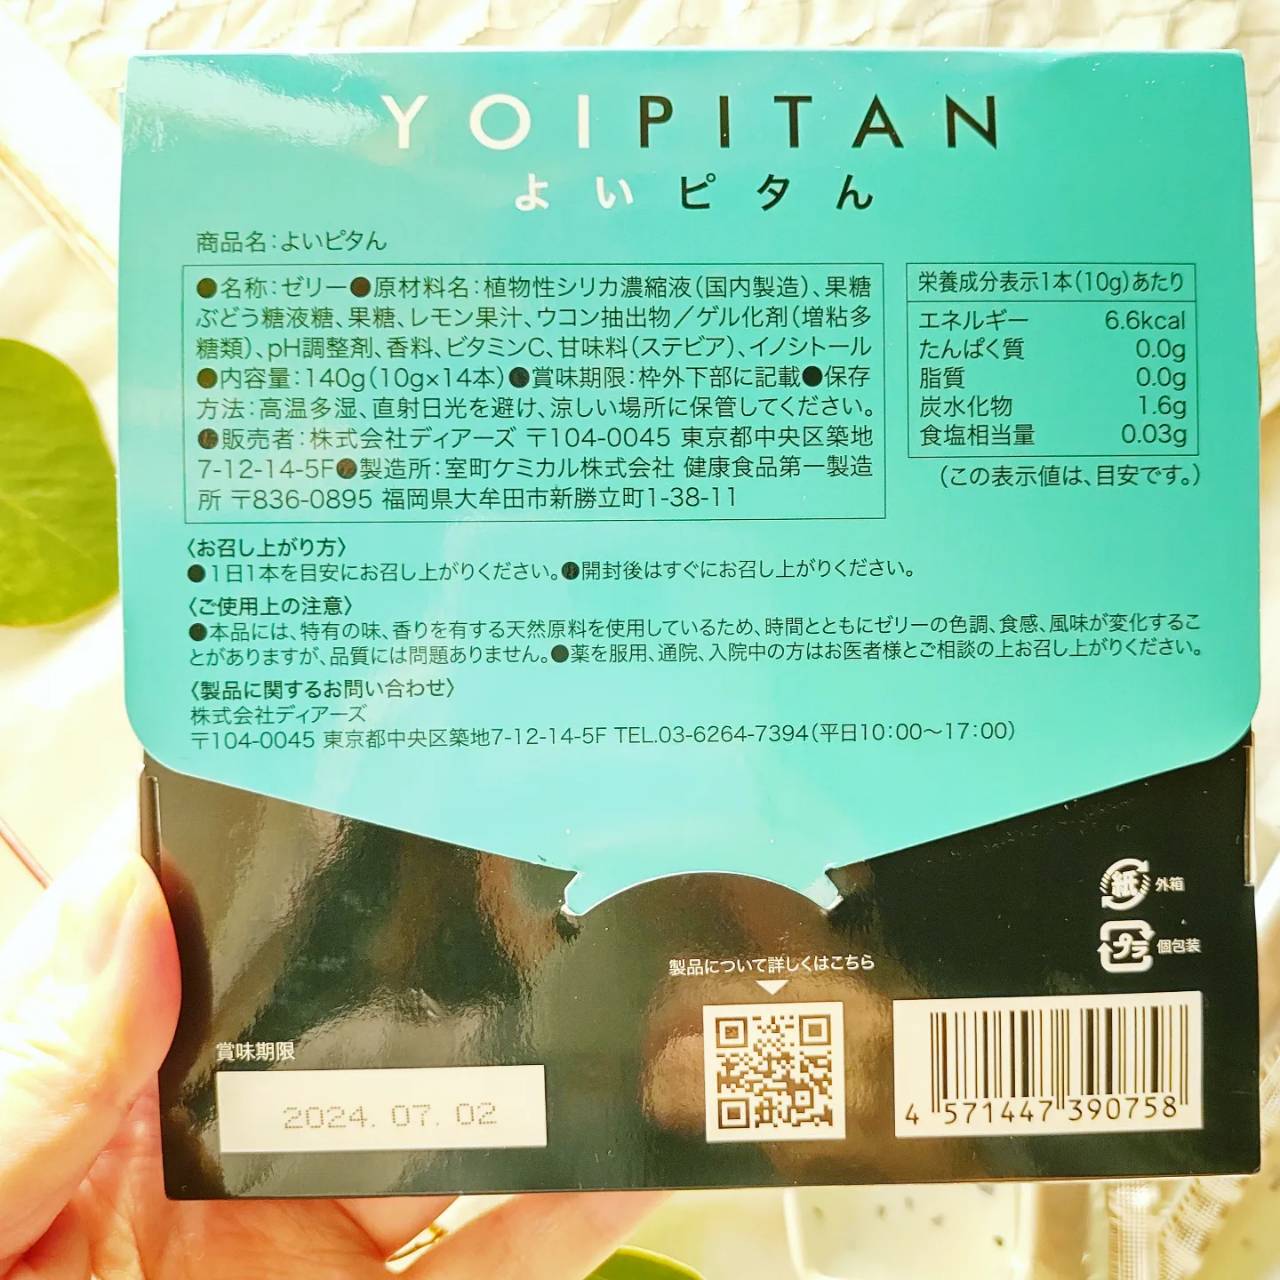 YOIPITAN
よいピタん
商品名：よいピタん
●名称：ゼリー●原材料名：植物性シリカ濃縮液（国内製造）、果糖
ぶどう糖液糖、果糖、レモン果汁、ウコン抽出物／ゲル化剤（増粘多
糖類）、pH調整剤、香料、ビタミンC、甘味料（ステビア）、イノシトール
●内容量：140g（10g×14本）●賞味期限：枠外下部に記載●保存
方法：高温多湿、直射日光を避け、涼しい場所に保管してください。
●販売者：株式会社ディアーズ 〒104-0045 東京都中央区築地
7-12-14-5F●製造所：室町ケミカル株式会社 健康食品第一製造
所 〒836-0895 福岡県大牟田市新勝立町1-38-11
栄養成分表示1本（10g）あたり
エネルギー 6.6kcal
たんぱく質 0.0g
脂質 0.0g
炭水化物 1.6g
食塩相当量 0.03g
（この表示値は、目安です。）
〈お召し上がり方〉
●1日1本を目安にお召し上がりください。●開封後はすぐにお召し上がりください。
〈ご使用上の注意〉
●本品には、特有の味、香りを有する天然原料を使用しているため、時間とともにゼリーの色調、食感、風味が変化するこ
とがありますが、品質には問題ありません。●薬を服用、通院、入院中の方はお医者様とご相談の上お召し上がりください。
〈製品に関するお問い合わせ〉
株式会社ディアーズ
〒104-0045 東京都中央区築地7-12-14-5F TEL.03-6264-7394（平日10：00〜17：00）
紙 外箱
プラ 個包装
製品について詳しくはこちら
賞味期限
2024. 07. 02
4 571447 390758